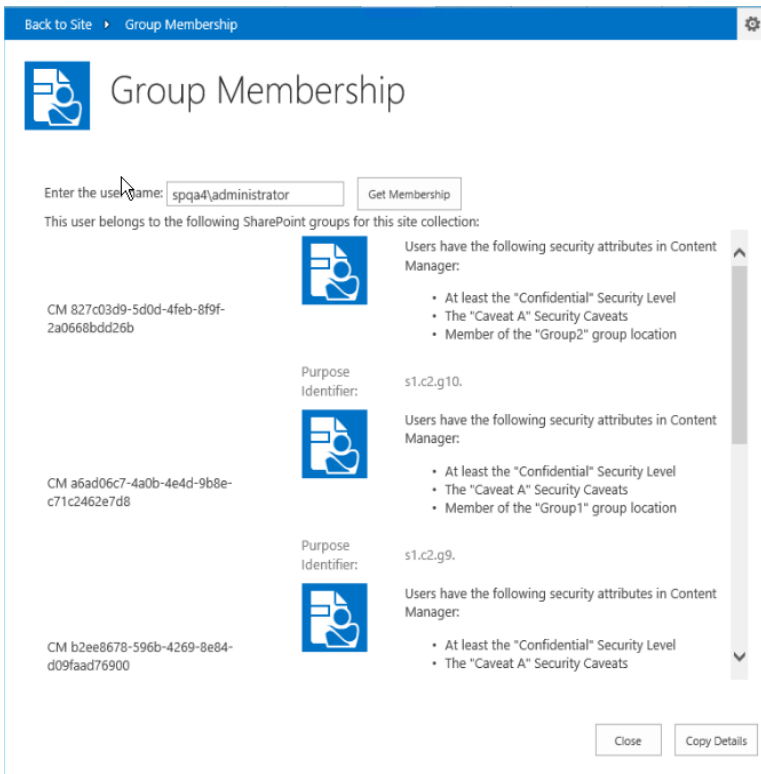 Back to Site ▸ Group Membership
Group Membership
Enter the user name: spqa4\administrator Get Membership
This user belongs to the following SharePoint groups for this site collection:
Users have the following security attributes in Content
Manager:
• At least the "Confidential" Security Level
• The "Caveat A" Security Caveats
• Member of the "Group2" group location
CM 827c03d9-5d0d-4feb-8f9f-
2a0668bdd26b
Purpose
Identifier:
s1.c2.g10.
Users have the following security attributes in Content
Manager:
• At least the "Confidential" Security Level
• The "Caveat A" Security Caveats
• Member of the "Group1" group location
CM a6ad06c7-4a0b-4e4d-9b8e-
c71c2462e7d8
Purpose
Identifier:
s1.c2.g9.
Users have the following security attributes in Content
Manager:
• At least the "Confidential" Security Level
• The "Caveat A" Security Caveats
CM b2ee8678-596b-4269-8e84-
d09faad76900
Close Copy Details